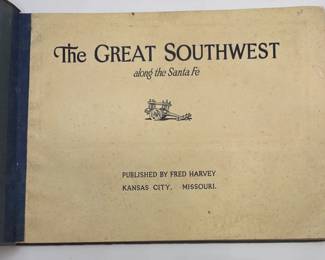 The GREAT SOUTHWEST
along the Santa Fe
PUBLISHED BY FRED HARVEY
KANSAS CITY, MISSOURI.